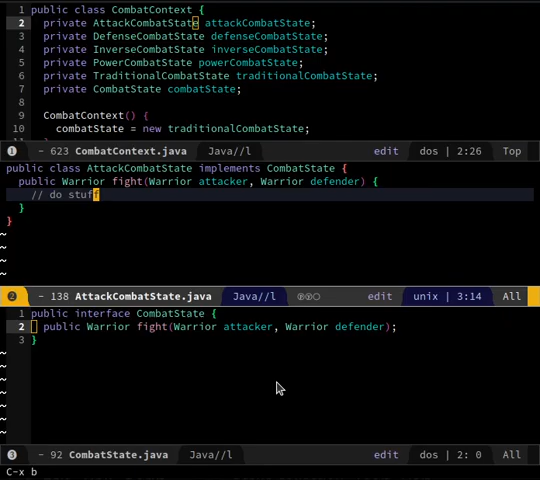 1 public class CombatContext {
2 private AttackCombatState attackCombatState;
3 private DefenseCombatState defenseCombatState;
4 private InverseCombatState inverseCombatState;
5 private PowerCombatState powerCombatState;
6 private TraditionalCombatState traditionalCombatState;
7 private CombatState combatState;
8
9 CombatContext() {
10 combatState = new traditionalCombatState;
❶ - 623 CombatContext.java Java//l edit dos | 2:26 Top
public class AttackCombatState implements CombatState {
public Warrior fight(Warrior attacker, Warrior defender) {
// do stuff
}
}
~
~
~
~
❷ - 138 AttackCombatState.java Java//l ⓟⓨ○ edit unix | 3:14 All
1 public interface CombatState {
2 public Warrior fight(Warrior attacker, Warrior defender);
3 }
~
~
~
~
~
~
~
❸ - 92 CombatState.java Java//l edit dos | 2: 0 All
C-x b